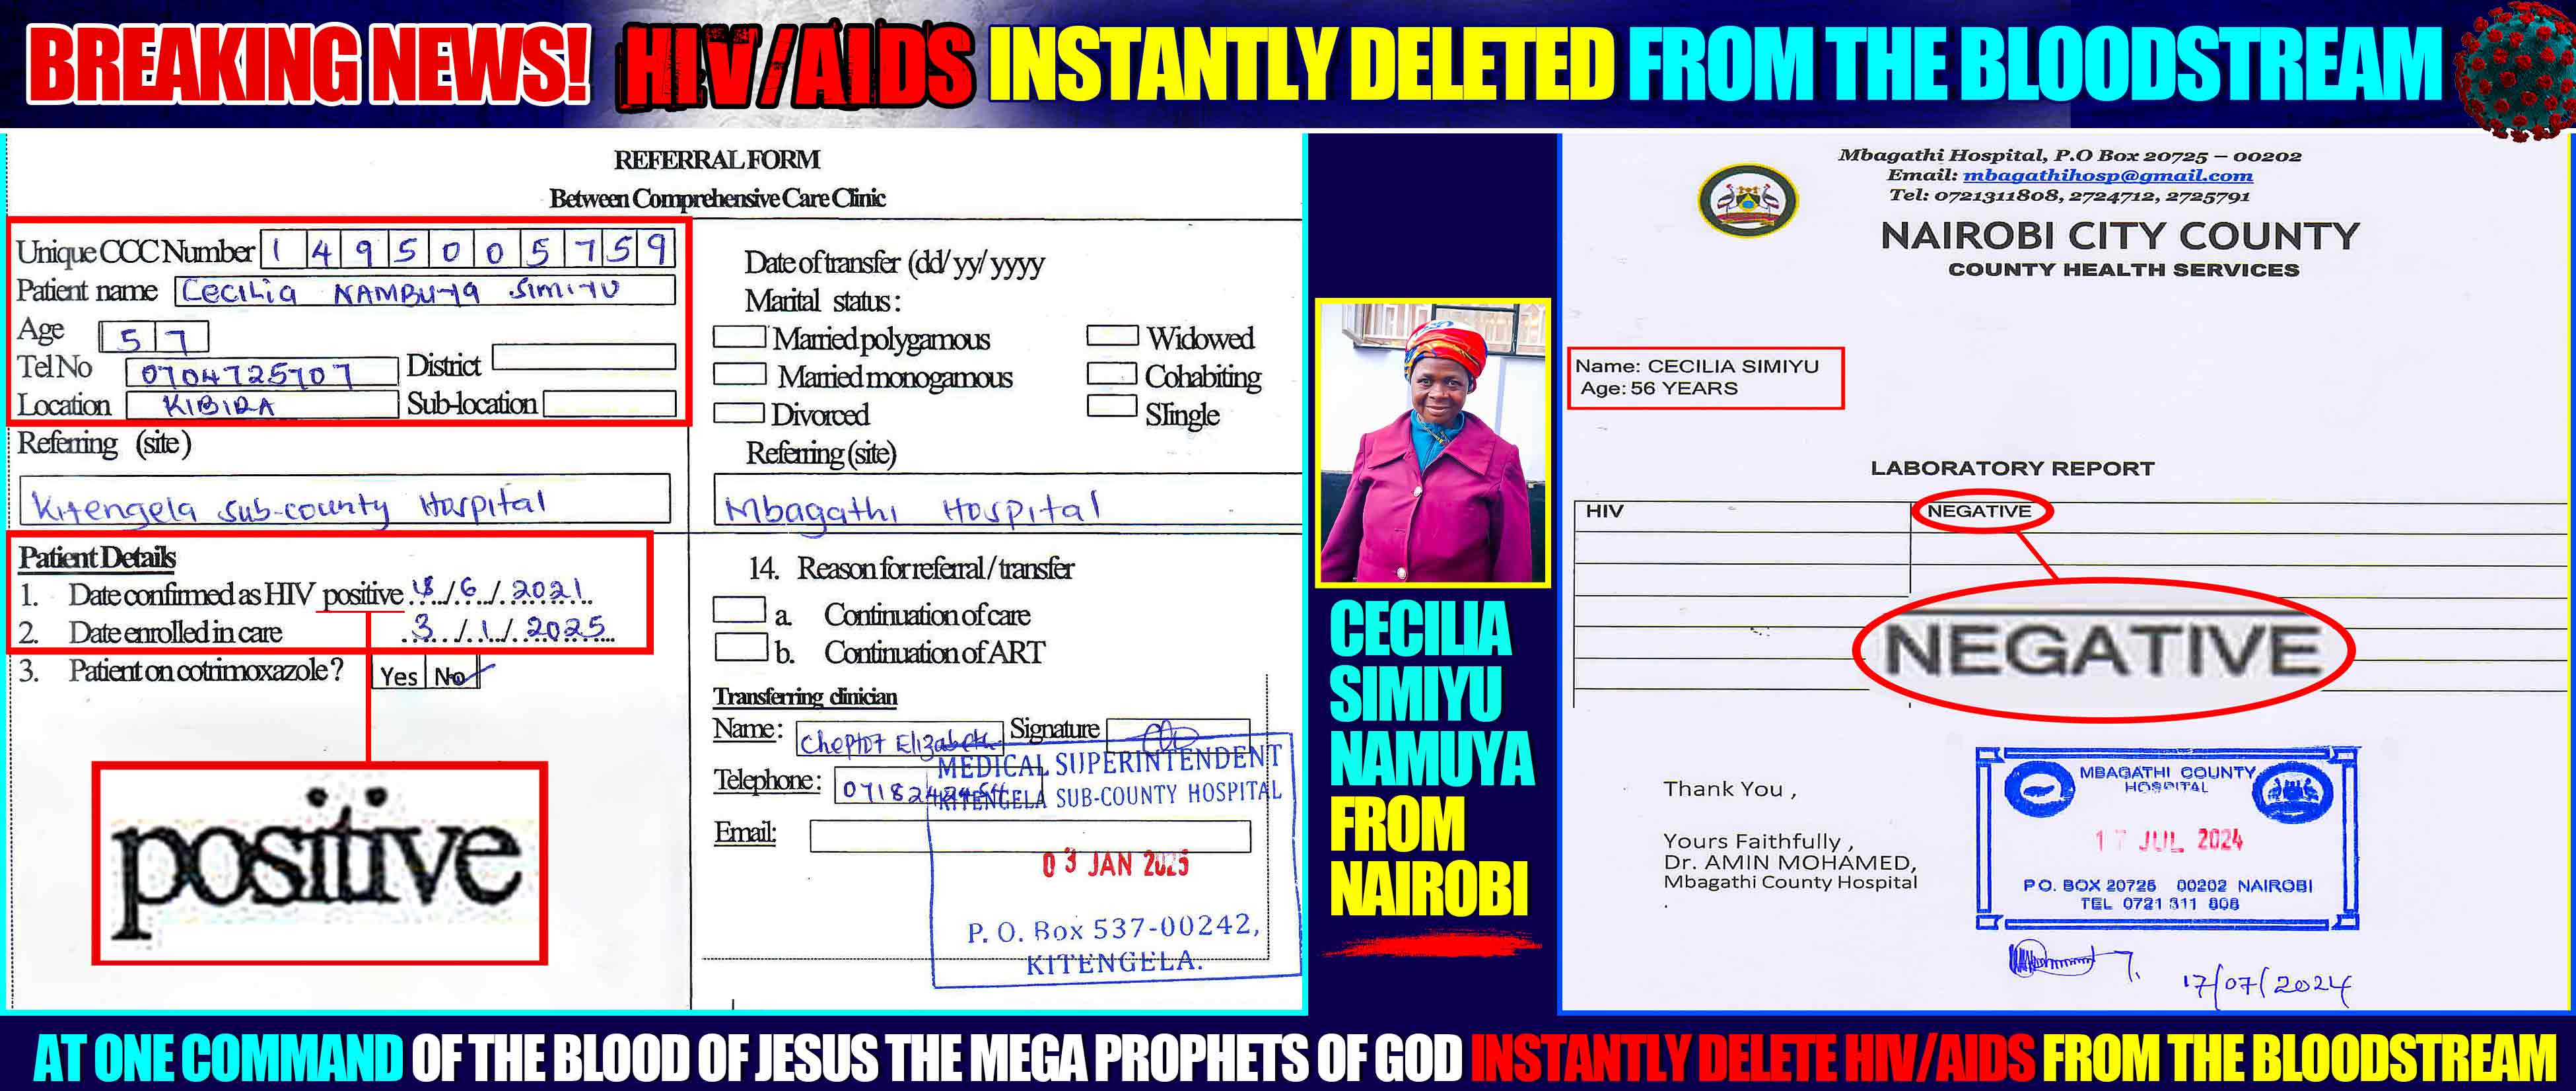 BREAKING NEWS! HIV/AIDS INSTANTLY DELETED FROM THE BLOODSTREAM
REFERRAL FORM
Between Comprehensive Care Clinic
Unique CCC Number 1 4 9 5 0 0 5 7 5 9
Patient name Cecilia NAMBUYA SIMIYU
Age 5 7
Tel No 0704725707 District
Location KIBIRA Sub-location
Referring (site)
Kitengela Sub-county Hospital
Patient Details
1. Date confirmed as HIV positive /6/ 2021
2. Date enrolled in care 3/1/2025
3. Patient on cotrimoxazole? Yes No
positive
Date of transfer (dd/yy/yyyy
Marital status:
Married polygamous Widowed
Married monogamous Cohabiting
Divorced SIingle
Referring (site)
Mbagathi Hospital
14. Reason for referral / transfer
a. Continuation of care
b. Continuation of ART
Transferring clinician
Name: Elizabeth Signature
Telephone:
Email:
MEDICAL SUPERINTENDENT
KITENGELA SUB-COUNTY HOSPITAL
03 JAN 2025
P. O. Box 537-00242,
KITENGELA.
CECILIA
SIMIYU
NAMUYA
FROM
NAIROBI
Mbagathi Hospital, P.O Box 20725 – 00202
Email: mbagathihosp@gmail.com
Tel: 0721311808, 2724712, 2725791
NAIROBI CITY COUNTY
COUNTY HEALTH SERVICES
Name: CECILIA SIMIYU
Age: 56 YEARS
LABORATORY REPORT
HIV NEGATIVE
NEGATIVE
Thank You ,
Yours Faithfully ,
Dr. AMIN MOHAMED,
Mbagathi County Hospital
.
MBAGATHI COUNTY
HOSPITAL
17 JUL 2024
P O. BOX 20725 00202 NAIROBI
TEL 0721 311 808
17/07/2024
AT ONE COMMAND OF THE BLOOD OF JESUS THE MEGA PROPHETS OF GOD INSTANTLY DELETE HIV/AIDS FROM THE BLOODSTREAM